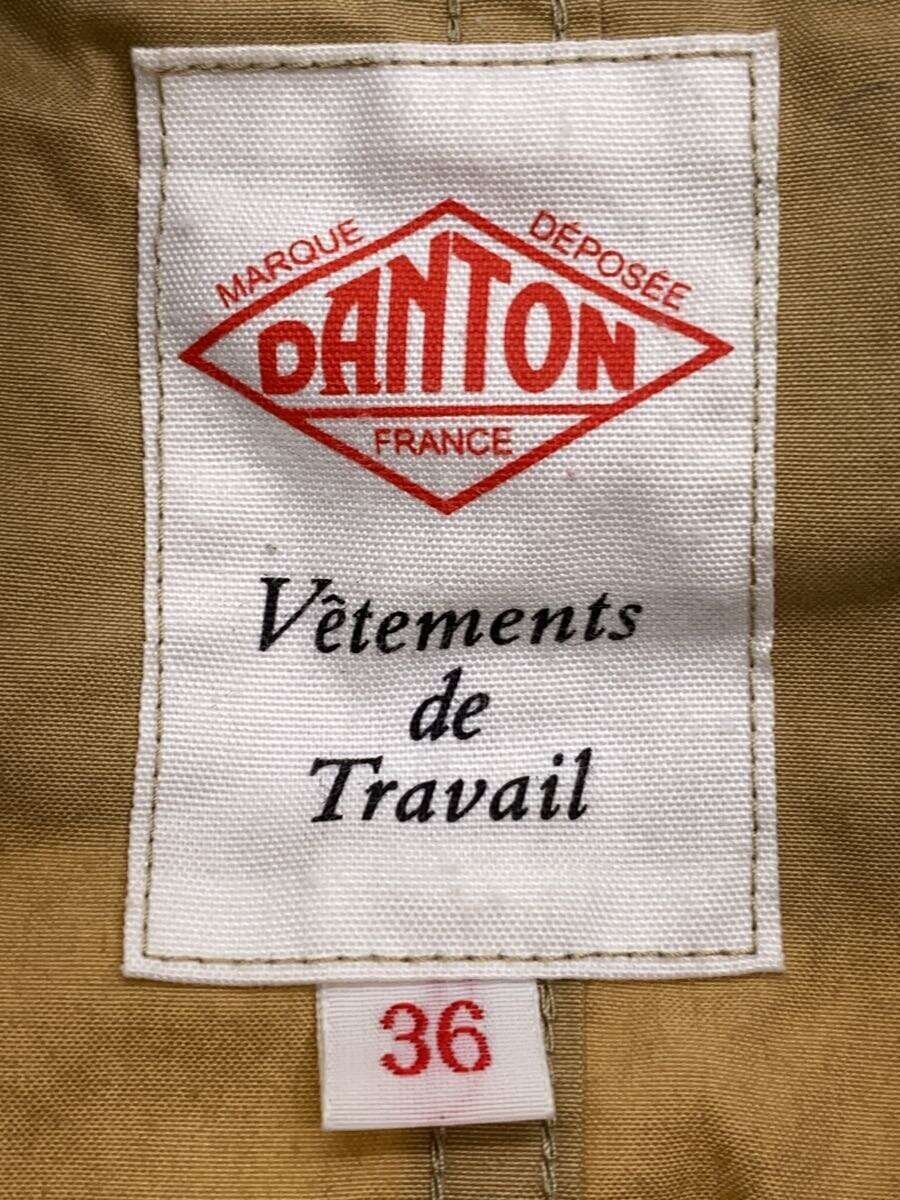 MARQUE DÉPOSÉE
DANTON
FRANCE
Vêtements
de
Travail
36